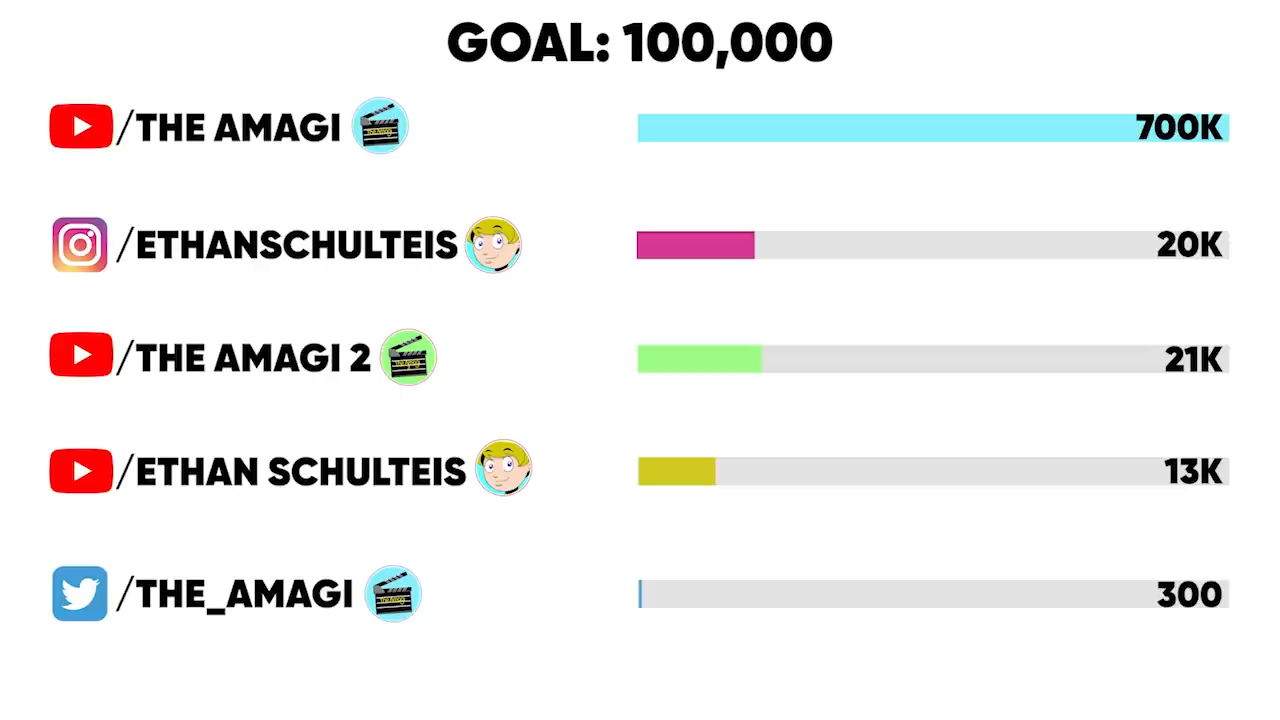 GOAL: 100,000
/THE AMAGI 700K
/ETHANSCHULTEIS 20K
/THE AMAGI 2 21K
/ETHAN SCHULTEIS 13K
/THE_AMAGI 300